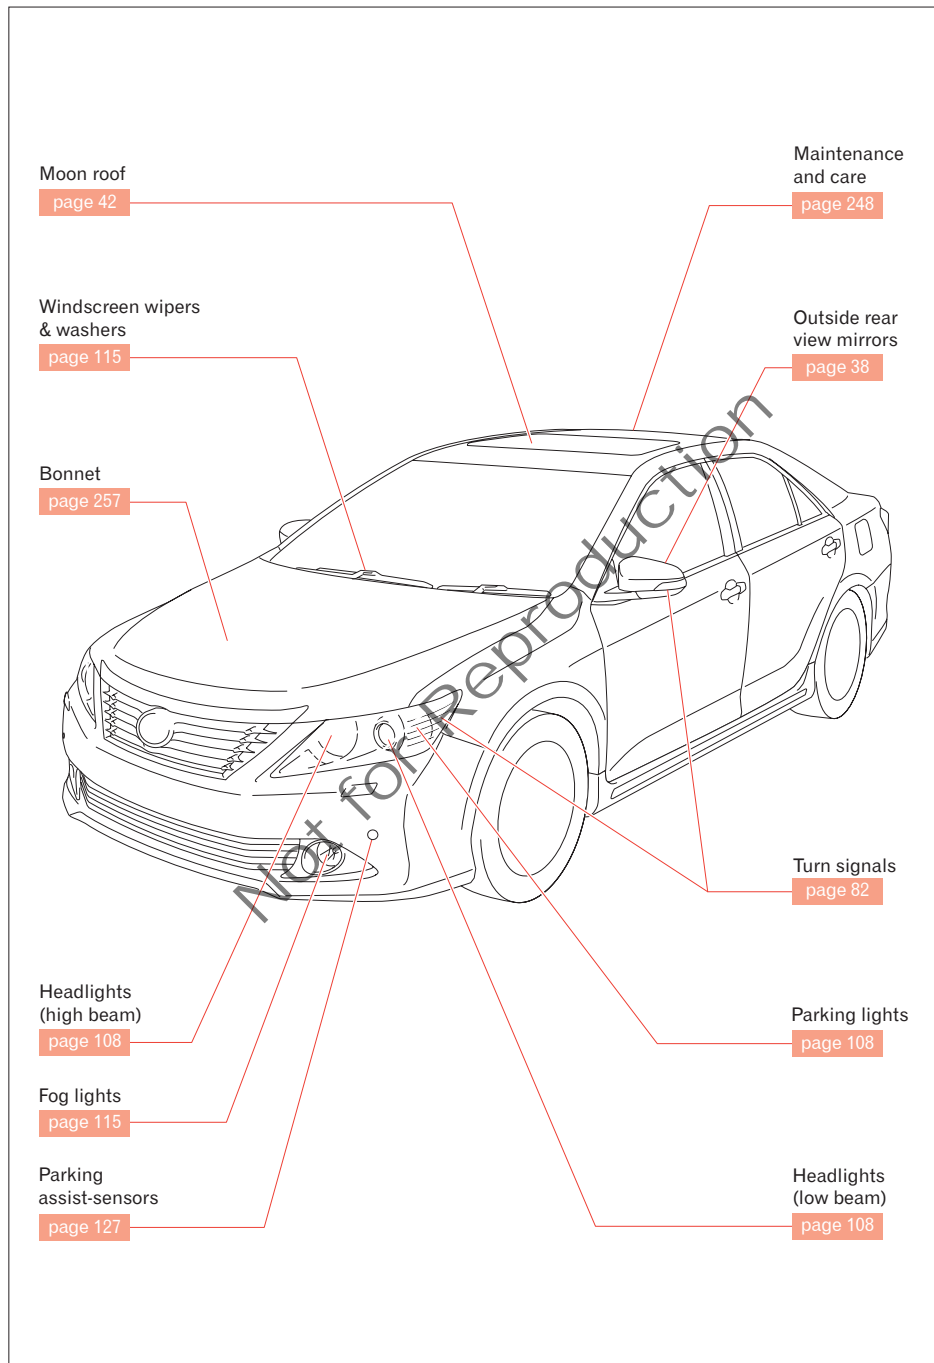 Moon roof
page 42
Windscreen wipers
& washers
page 115
Bonnet
page 257
Headlights
(high beam)
page 108
Fog lights
page 115
Parking
assist-sensors
page 127
Maintenance
and care
page 248
Outside rear
view mirrors
page 38
Turn signals
page 82
Parking lights
page 108
Headlights
(low beam)
page 108
Not for Reproduction